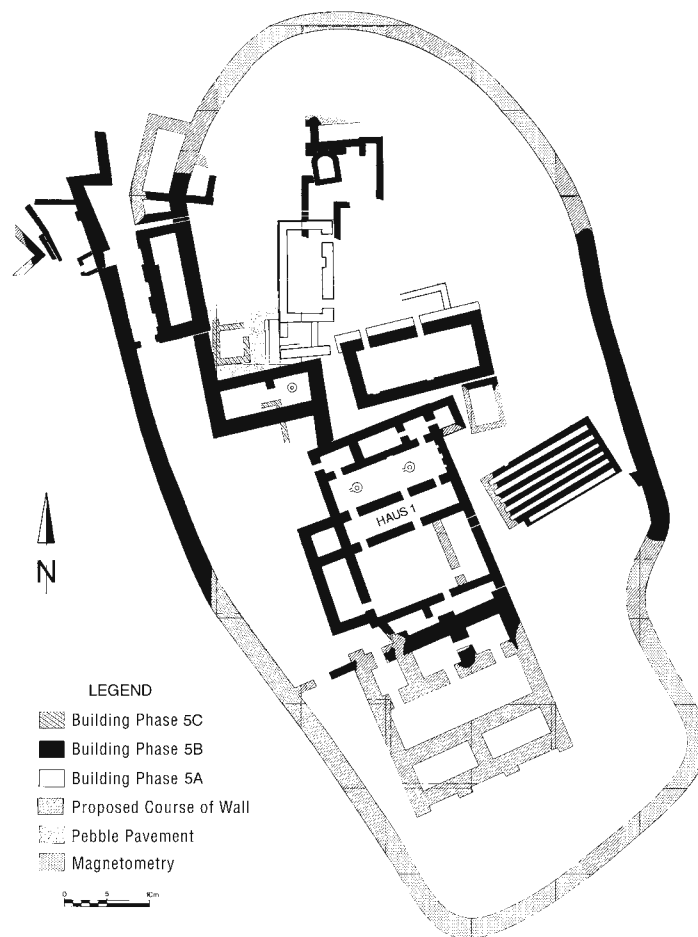 HAUS 1
N
LEGEND
Building Phase 5C
Building Phase 5B
Building Phase 5A
Proposed Course of Wall
Pebble Pavement
Magnetometry
0 5 10m